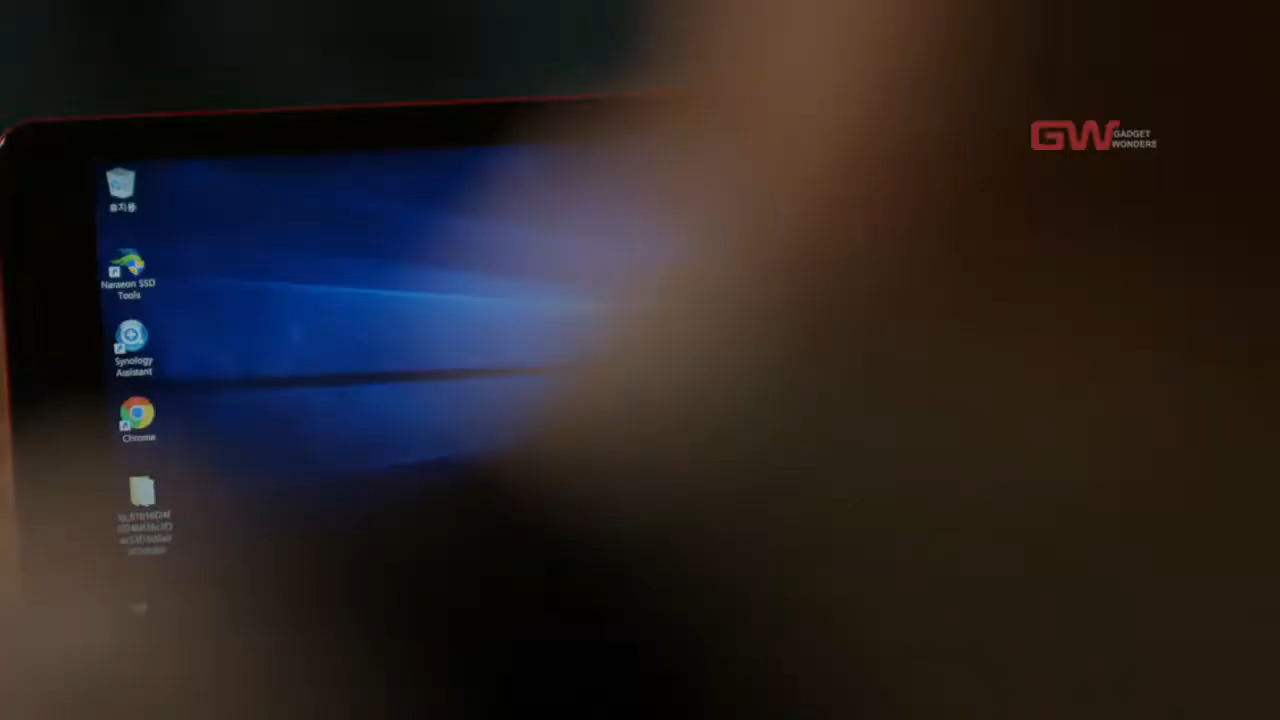 휴지통
Naraeon SSD
Tools
Synology
Assistant
Chrome
GW GADGET
WONDERS